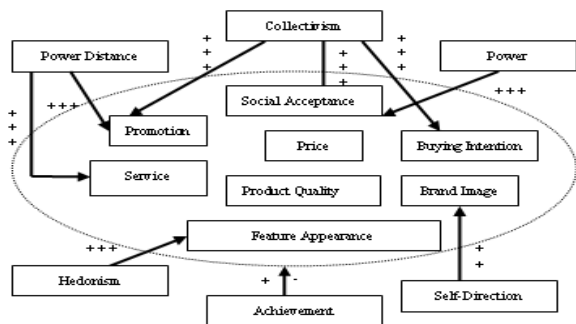 Collectivism
Power Distance
Power
+
+
+
+
+
+
+
+
+
+ + +
+ + +
+
+
+
Social Acceptance
Promotion
Price
Buying Intention
Service
Product Quality
Brand Image
Feature Appearance
+ + +
+
+
Hedonism
+ -
Achievement
Self-Direction